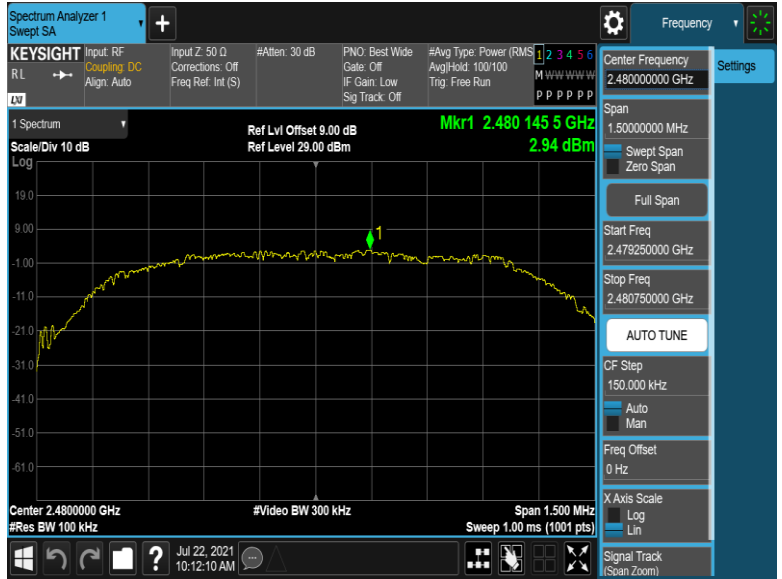 Spectrum Analyzer 1
Swept SA
Frequency
KEYSIGHT
RL
LXI
Input: RF
Coupling: DC
Align: Auto
Input Z: 50 Ω
Corrections: Off
Freq Ref: Int (S)
#Atten: 30 dB
PNO: Best Wide
Gate: Off
IF Gain: Low
Sig Track: Off
#Avg Type: Power (RMS
Avg|Hold: 100/100
Trig: Free Run
1 2 3 4 5 6
M W W W W W
P P P P P P
1 Spectrum
Scale/Div 10 dB
Log
Ref Lvl Offset 9.00 dB
Ref Level 29.00 dBm
Mkr1 2.480 145 5 GHz
2.94 dBm
19.0
9.00
-1.00
-11.0
-21.0
-31.0
-41.0
-51.0
-61.0
1
Center 2.4800000 GHz
#Res BW 100 kHz
#Video BW 300 kHz
Span 1.500 MHz
Sweep 1.00 ms (1001 pts)
Jul 22, 2021
10:12:10 AM
Settings
Center Frequency
2.480000000 GHz
Span
1.50000000 MHz
Swept Span
Zero Span
Full Span
Start Freq
2.479250000 GHz
Stop Freq
2.480750000 GHz
AUTO TUNE
CF Step
150.000 kHz
Auto
Man
Freq Offset
0 Hz
X Axis Scale
Log
Lin
Signal Track
(Span Zoom)